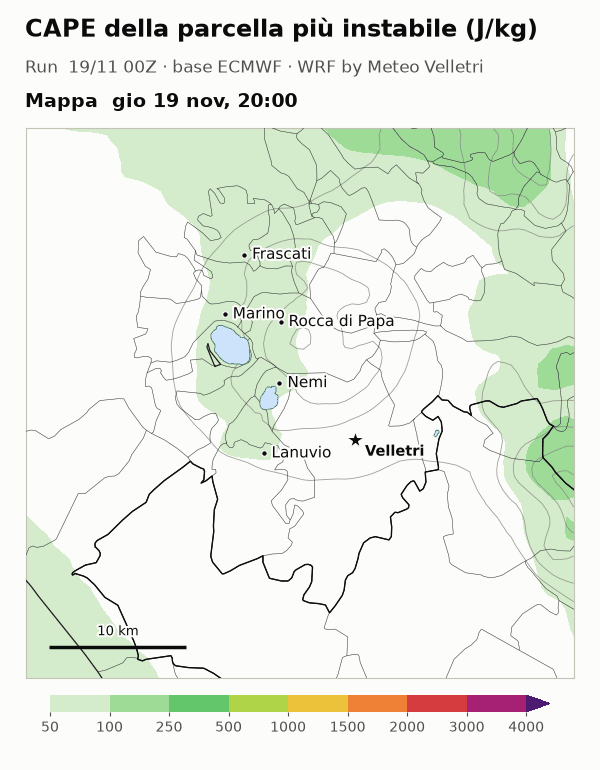 CAPE della parcella più instabile (J/kg)
Run  19/11 00Z · base ECMWF · WRF by Meteo Velletri
Mappa  gio 19 nov, 20:00
Frascati
Marino
Rocca di Papa
Nemi
Velletri
Lanuvio
10 km
50 100 250 500 1000 1500 2000 3000 4000